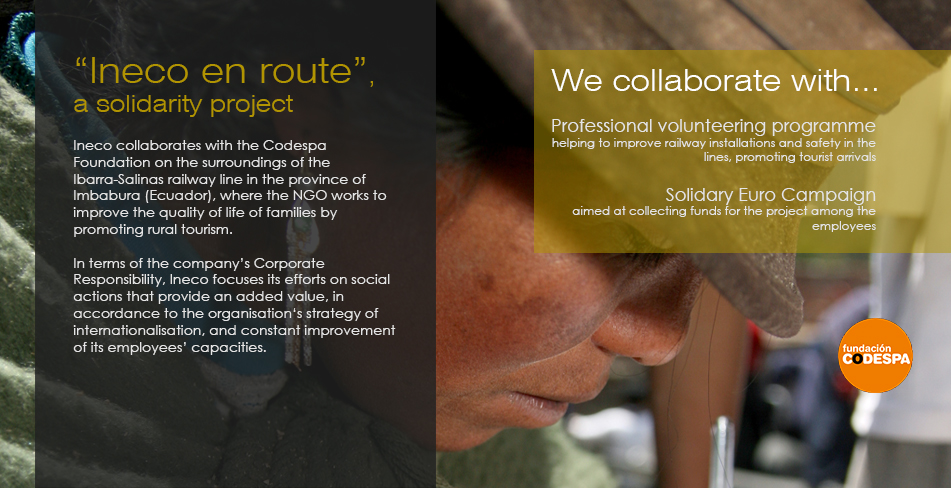 “Ineco en route”,
a solidarity project
Ineco collaborates with the Codespa
Foundation on the surroundings of the
Ibarra-Salinas railway line in the province of
Imbabura (Ecuador), where the NGO works to
improve the quality of life of families by
promoting rural tourism.
In terms of the company’s Corporate
Responsibility, Ineco focuses its efforts on social
actions that provide an added value, in
accordance to the organisation‘s strategy of
internationalisation, and constant improvement
of its employees’ capacities.
We collaborate with...
Professional volunteering programme
helping to improve railway installations and safety in the
lines, promoting tourist arrivals
Solidary Euro Campaign
aimed at collecting funds for the project among the
employees
fundación
CODESPA